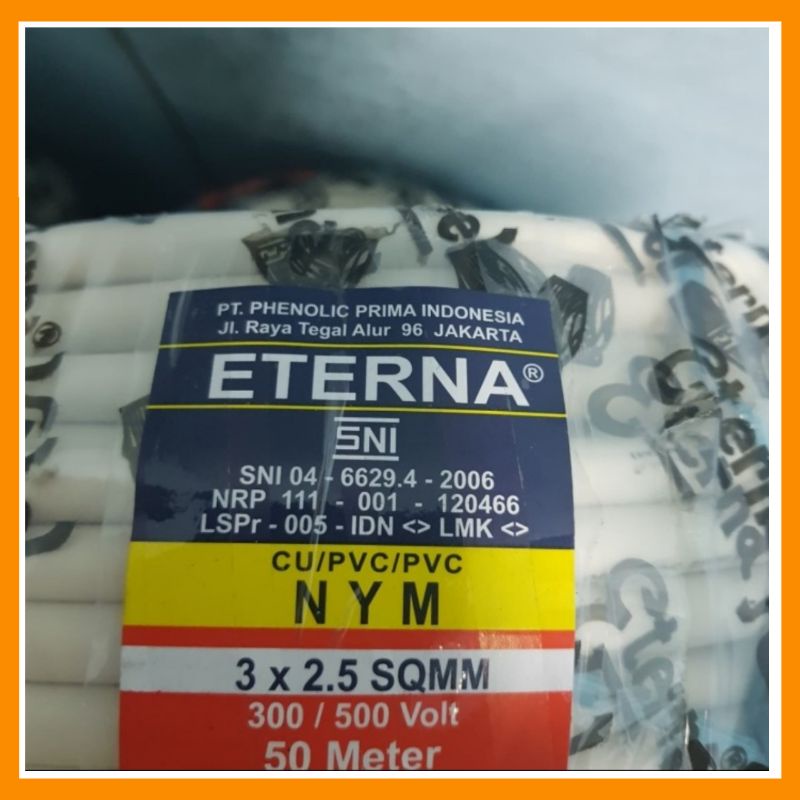 PT. PHENOLIC PRIMA INDONESIA
Jl. Raya Tegal Alur 96 JAKARTA
ETERNA®
SNI
SNI 04 - 6629.4 - 2006
NRP 111 - 001 - 120466
LSPr - 005 - IDN <> LMK <>
CU/PVC/PVC
NYM
3 x 2.5 SQMM
300 / 500 Volt
50 Meter